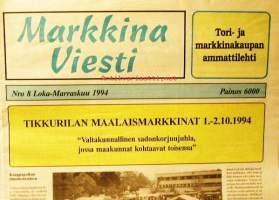 Markkina
Viesti
Tori- ja
markkinakaupan
ammattilehti
Nro 8 Loka-Marraskuu 1994
Painos 6000
TIKKURILAN MAALAISMARKKINAT 1.-2.10.1994
"Valtakunnallinen sadonkorjuujuhla,
jossa maakunnat kohtaavat toisensa"